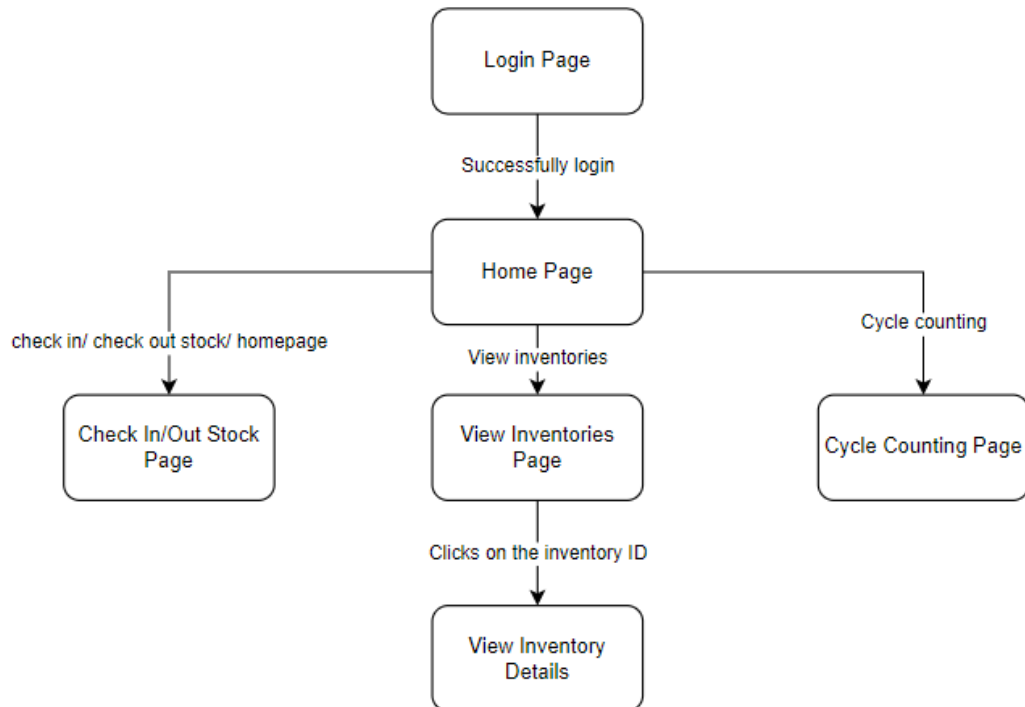 Login Page
Successfully login
Home Page
check in/ check out stock/ homepage
View inventories
Cycle counting
Check In/Out Stock
Page
View Inventories
Page
Cycle Counting Page
Clicks on the inventory ID
View Inventory
Details